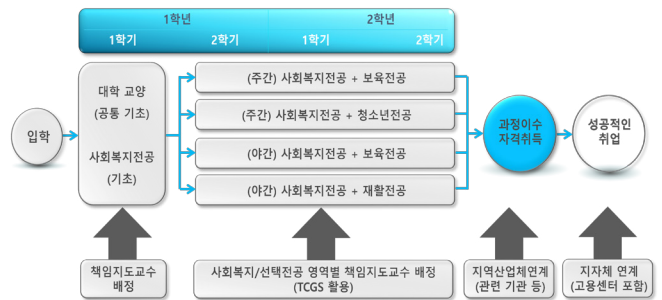 1학년 2학년
1학기 2학기 1학기 2학기
입학
대학 교양
(공통 기초)
사회복지전공
(기초)
(주간) 사회복지전공 + 보육전공
(주간) 사회복지전공 + 청소년전공
(야간) 사회복지전공 + 보육전공
(야간) 사회복지전공 + 재활전공
과정이수
자격취득
성공적인
취업
책임지도교수
배정
사회복지/선택전공 영역별 책임지도교수 배정
(TCGS 활용)
지역산업체연계
(관련 기관 등)
지자체 연계
(고용센터 포함)